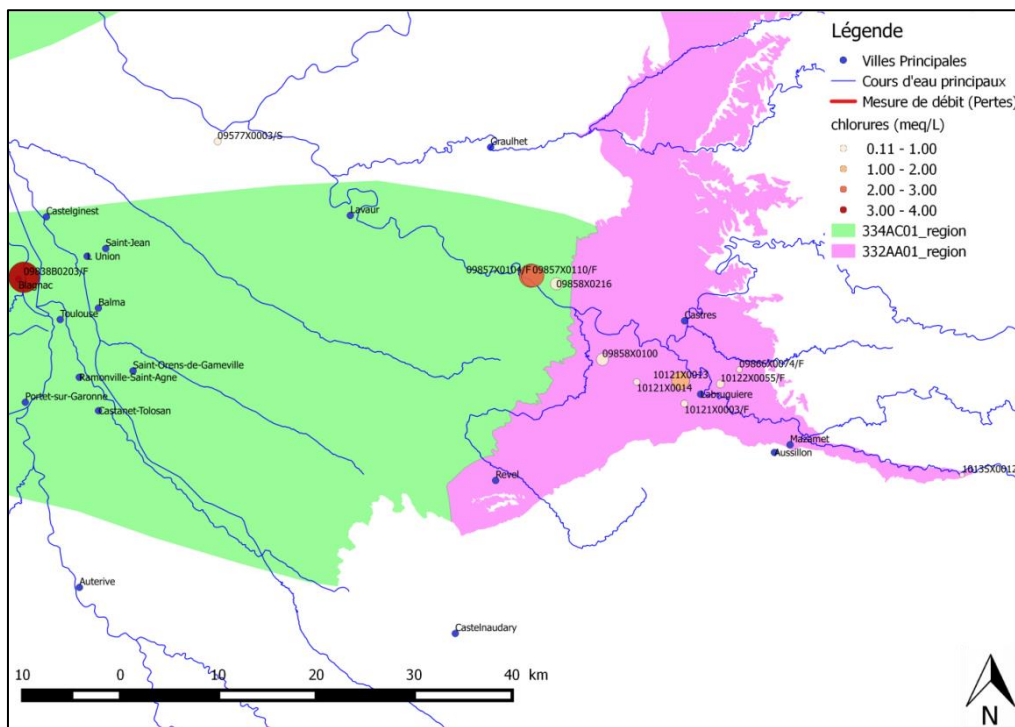 Légende
Villes Principales
Cours d'eau principaux
Mesure de débit (Pertes)
chlorures (meq/L)
0.11 - 1.00
1.00 - 2.00
2.00 - 3.00
3.00 - 4.00
334AC01_region
332AA01_region
09577X0003/S
Graulhet
Castelginest
Lavaur
Saint-Jean
L Union
09838B0203/F
Blagnac
09857X0104/F
09857X0110/F
09858X0216
Balma
Toulouse
Castres
Saint-Orens-de-Gameville
Ramonville-Saint-Agne
09858X0100
09866X0074/F
10121X0013
10122X0055/F
10121X0014
Labruguiere
Portet-sur-Garonne
Castanet-Tolosan
10121X0003/F
Mazamet
Aussillon
10135X0012
Revel
Auterive
Castelnaudary
10 0 10 20 30 40 km
N